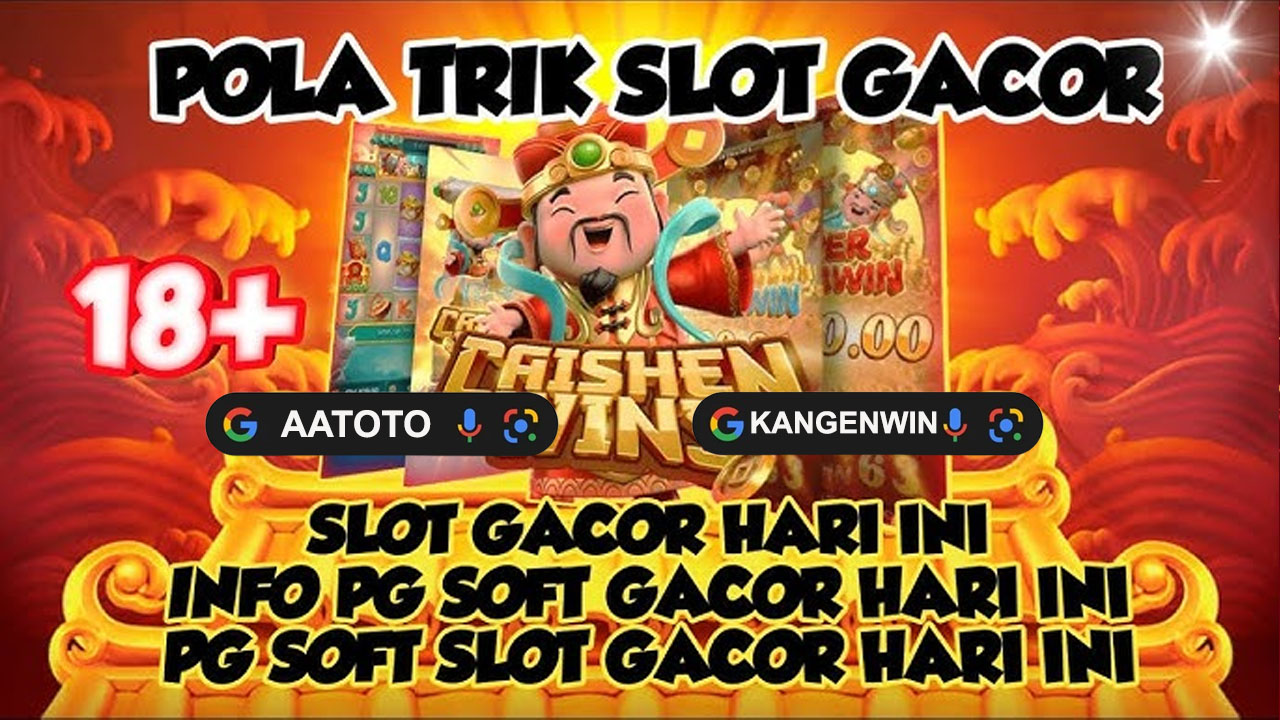 POLA TRIK SLOT GACOR
18+
CAISHEN
WINS
AATOTO
KANGENWIN
SLOT GACOR HARI INI
INFO PG SOFT GACOR HARI INI
PG SOFT SLOT GACOR HARI INI